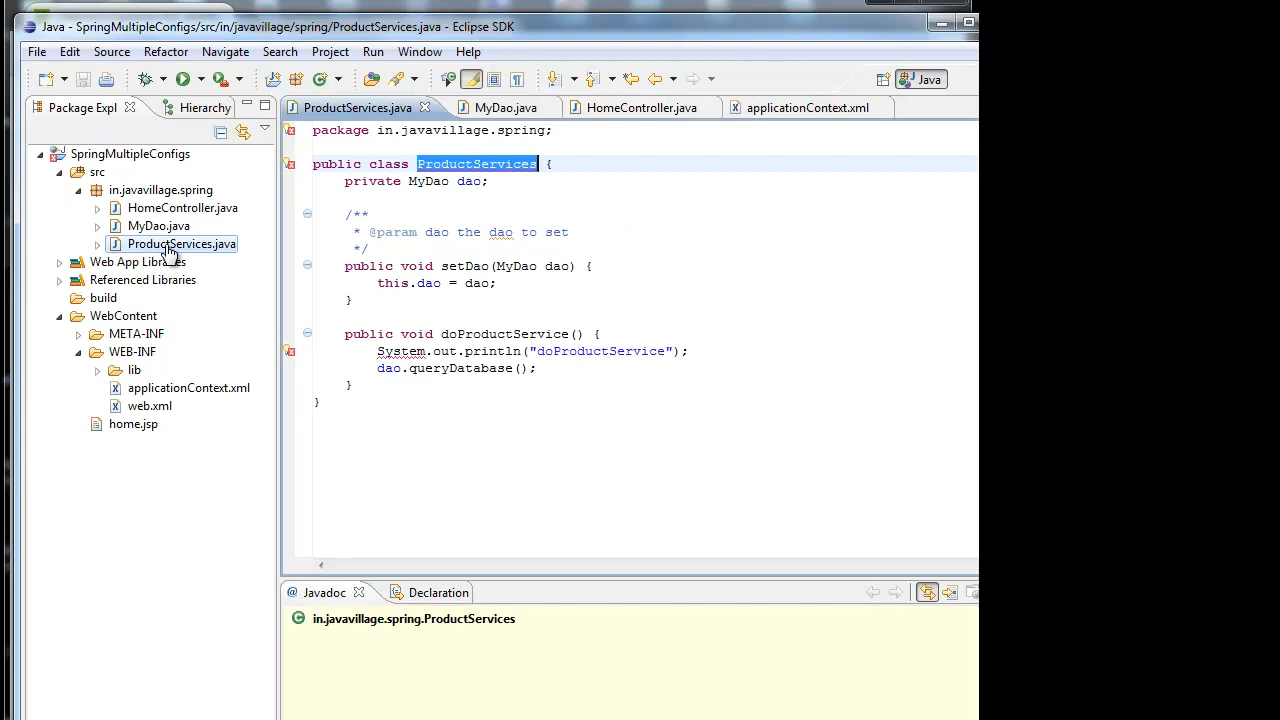 Java - SpringMultipleConfigs/src/in/javavillage/spring/ProductServices.java - Eclipse SDK
File Edit Source Refactor Navigate Search Project Run Window Help
Java
Package Expl Hierarchy
ProductServices.java MyDao.java HomeController.java applicationContext.xml
SpringMultipleConfigs
src
in.javavillage.spring
HomeController.java
MyDao.java
ProductServices.java
Web App Libraries
Referenced Libraries
build
WebContent
META-INF
WEB-INF
lib
applicationContext.xml
web.xml
home.jsp
package in.javavillage.spring;
public class ProductServices {
private MyDao dao;
/**
* @param dao the dao to set
*/
public void setDao(MyDao dao) {
this.dao = dao;
}
public void doProductService() {
System.out.println("doProductService");
dao.queryDatabase();
}
}
@ Javadoc Declaration
in.javavillage.spring.ProductServices